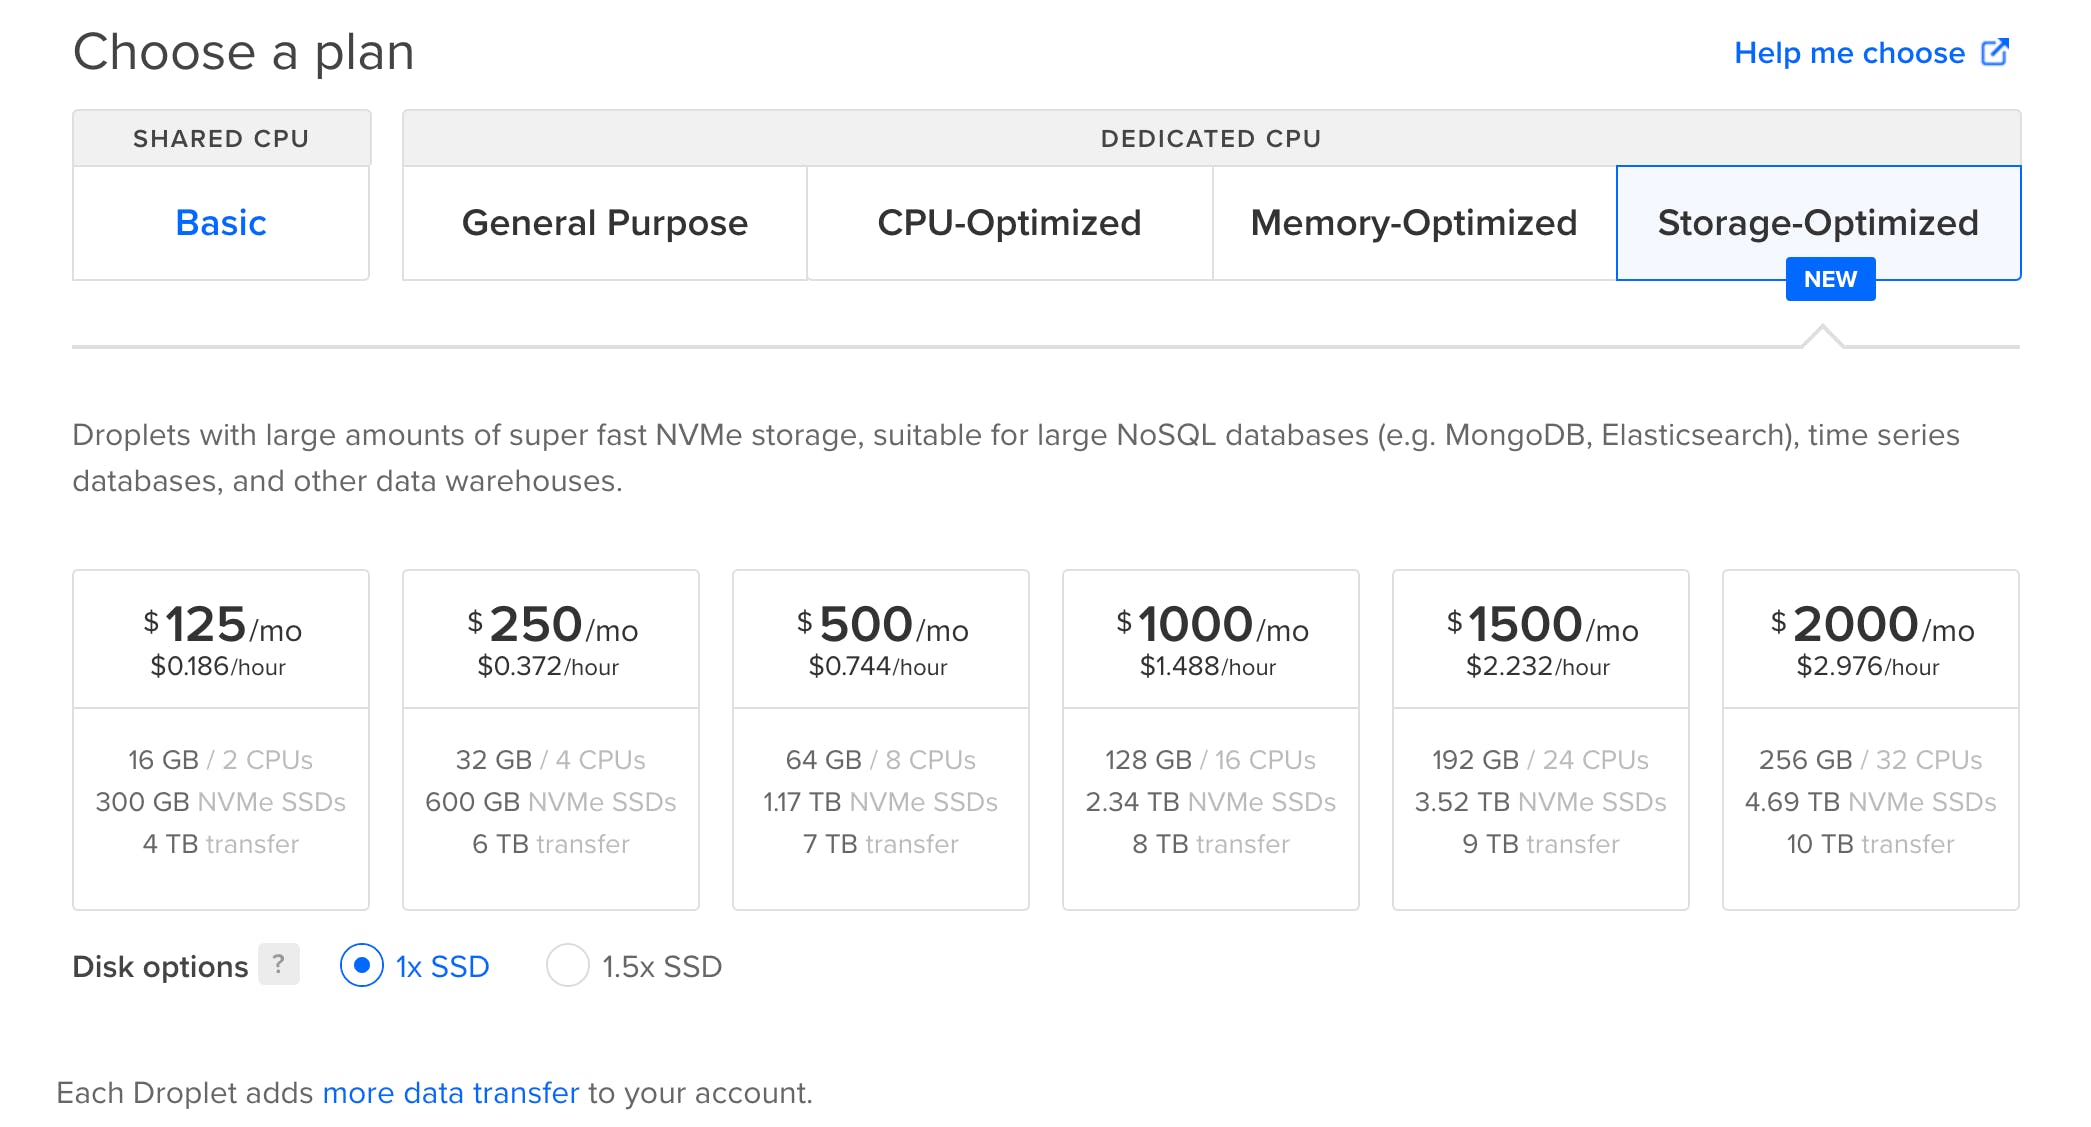 Choose a plan
Help me choose
SHARED CPU
DEDICATED CPU
Basic
General Purpose
CPU-Optimized
Memory-Optimized
Storage-Optimized
NEW
Droplets with large amounts of super fast NVMe storage, suitable for large NoSQL databases (e.g. MongoDB, Elasticsearch), time series
databases, and other data warehouses.
$125/mo
$0.186/hour
16 GB / 2 CPUs
300 GB NVMe SSDs
4 TB transfer
$250/mo
$0.372/hour
32 GB / 4 CPUs
600 GB NVMe SSDs
6 TB transfer
$500/mo
$0.744/hour
64 GB / 8 CPUs
1.17 TB NVMe SSDs
7 TB transfer
$1000/mo
$1.488/hour
128 GB / 16 CPUs
2.34 TB NVMe SSDs
8 TB transfer
$1500/mo
$2.232/hour
192 GB / 24 CPUs
3.52 TB NVMe SSDs
9 TB transfer
$2000/mo
$2.976/hour
256 GB / 32 CPUs
4.69 TB NVMe SSDs
10 TB transfer
Disk options ? 1x SSD 1.5x SSD
Each Droplet adds more data transfer to your account.